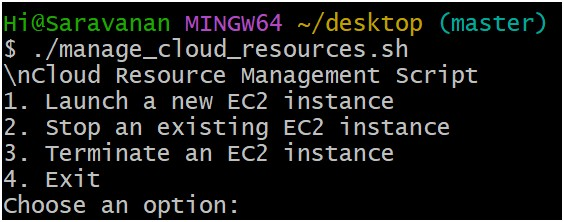 Hi@Saravanan MINGW64 ~/desktop (master)
$ ./manage_cloud_resources.sh
\nCloud Resource Management Script
1. Launch a new EC2 instance
2. Stop an existing EC2 instance
3. Terminate an EC2 instance
4. Exit
Choose an option: